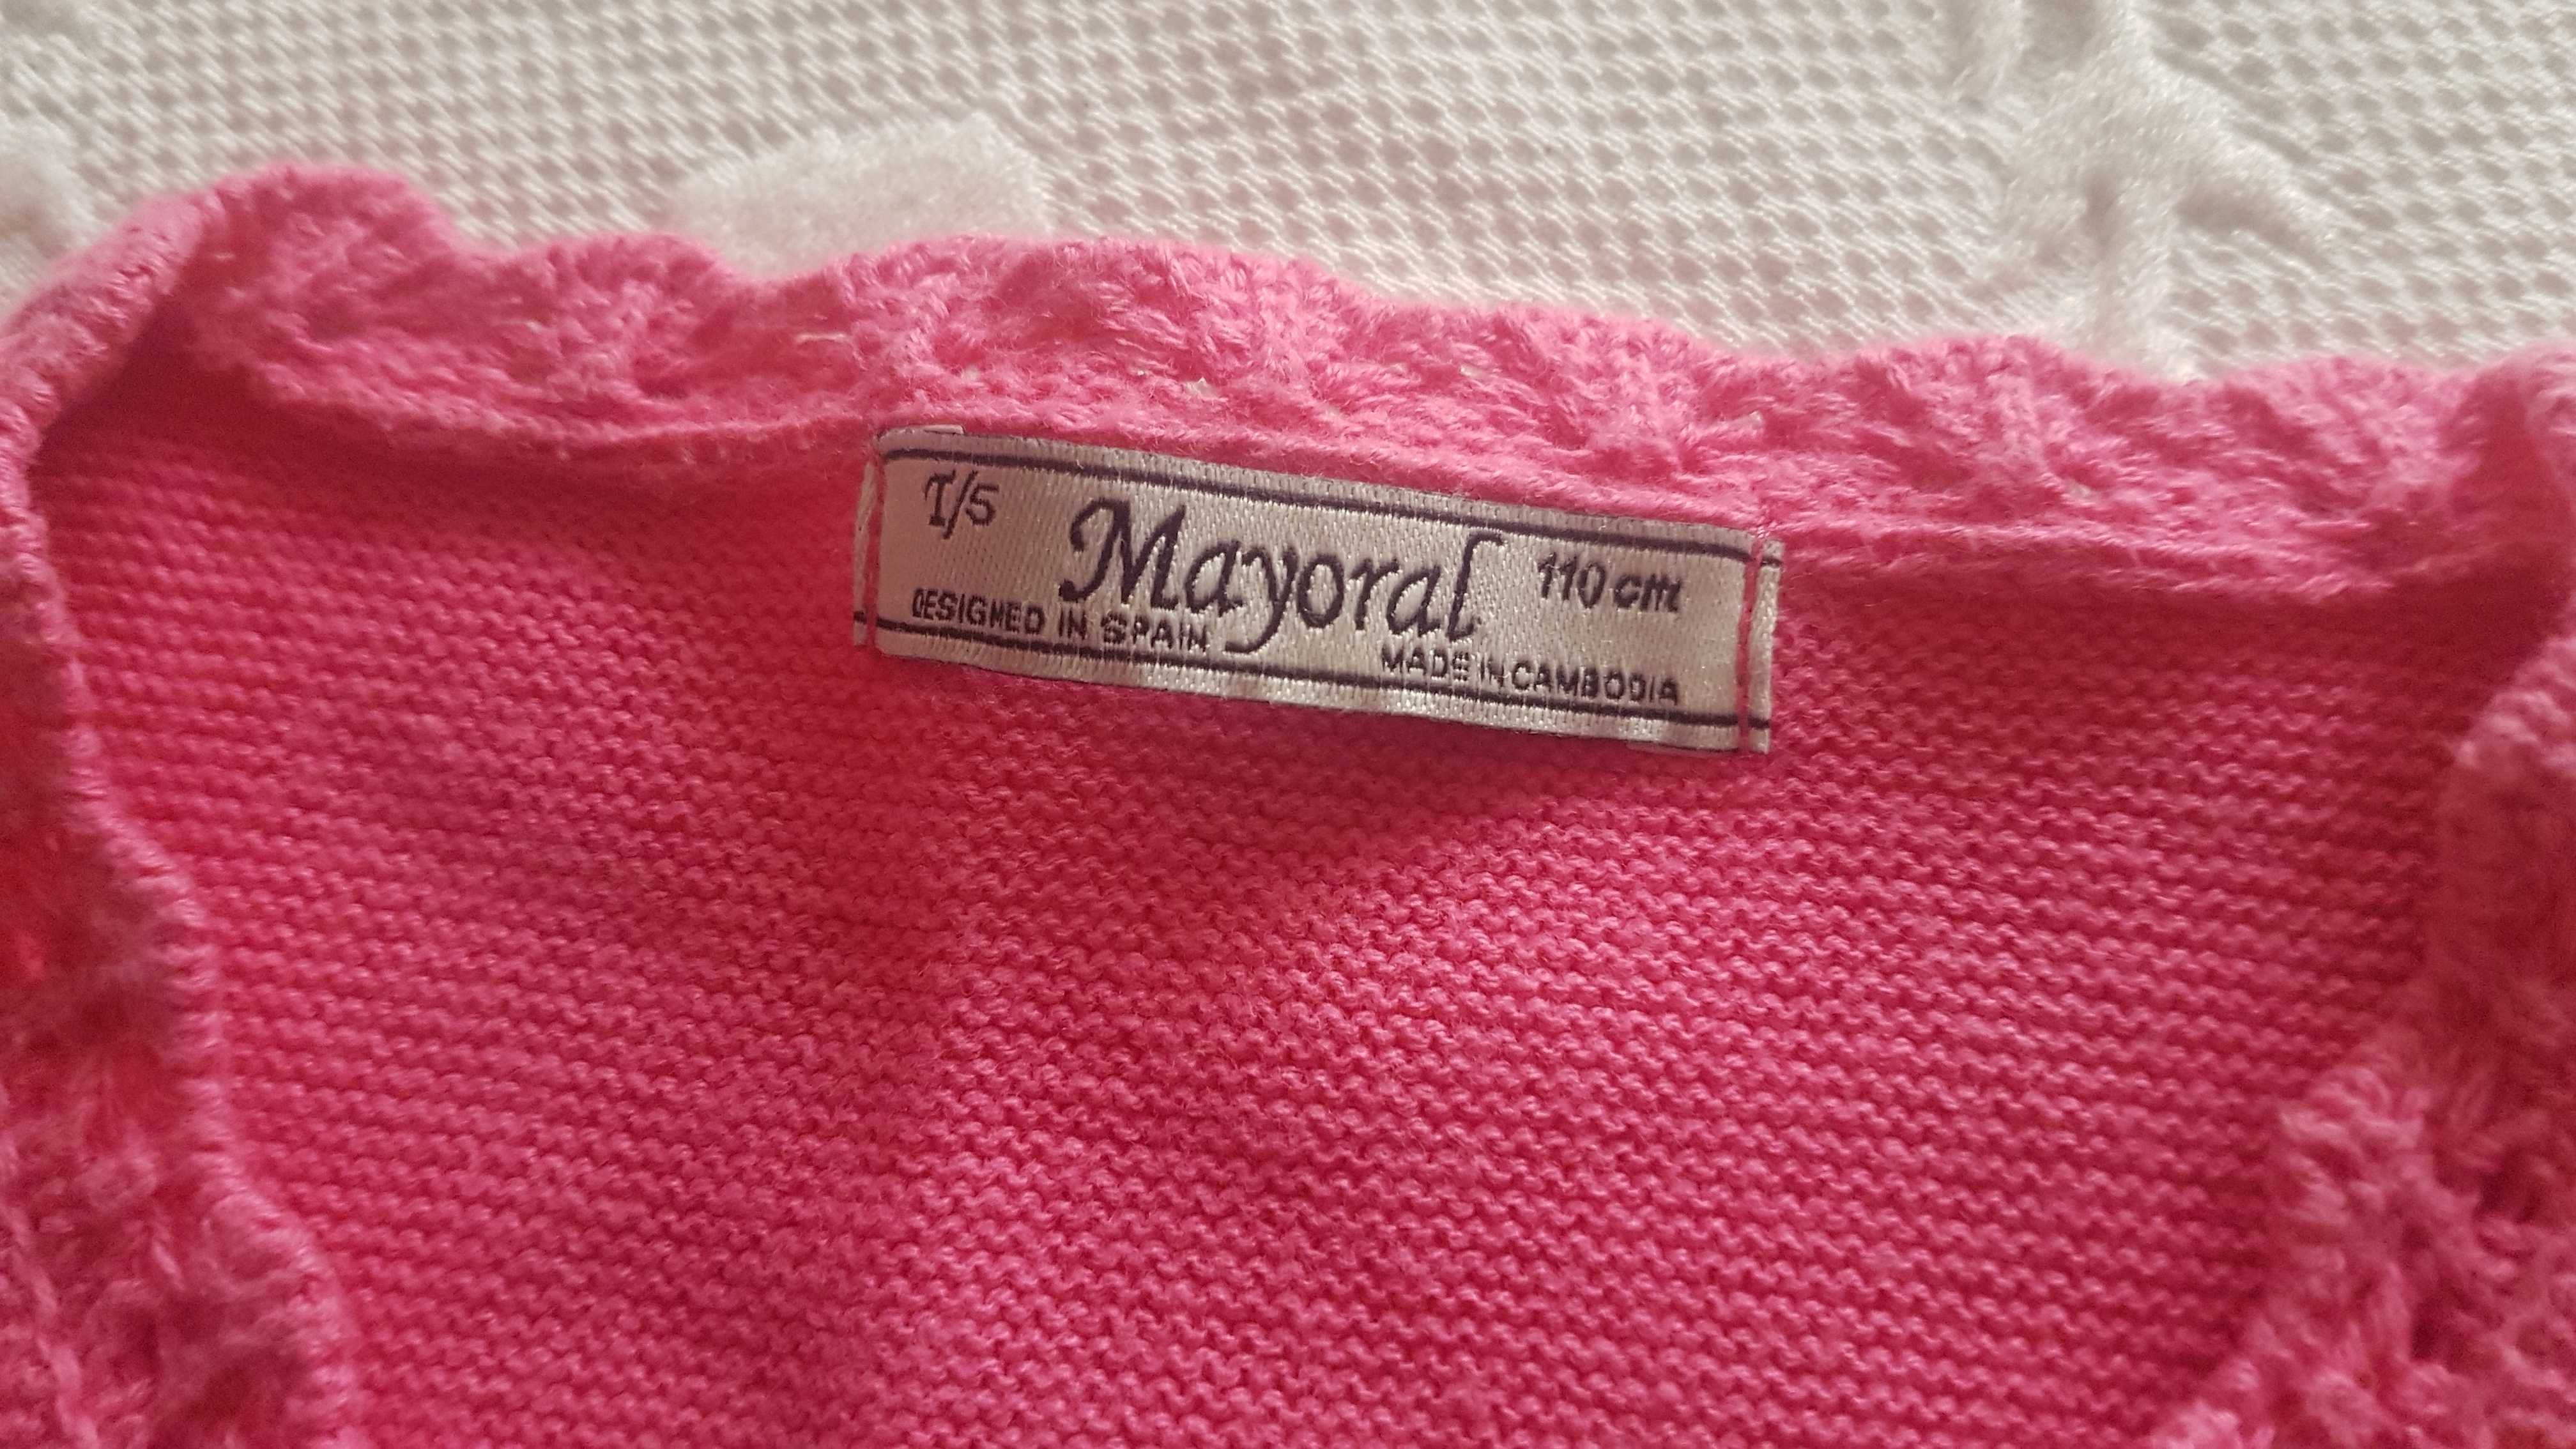 T/5 Mayoral 110 cm
DESIGNED IN SPAIN MADE IN CAMBODIA